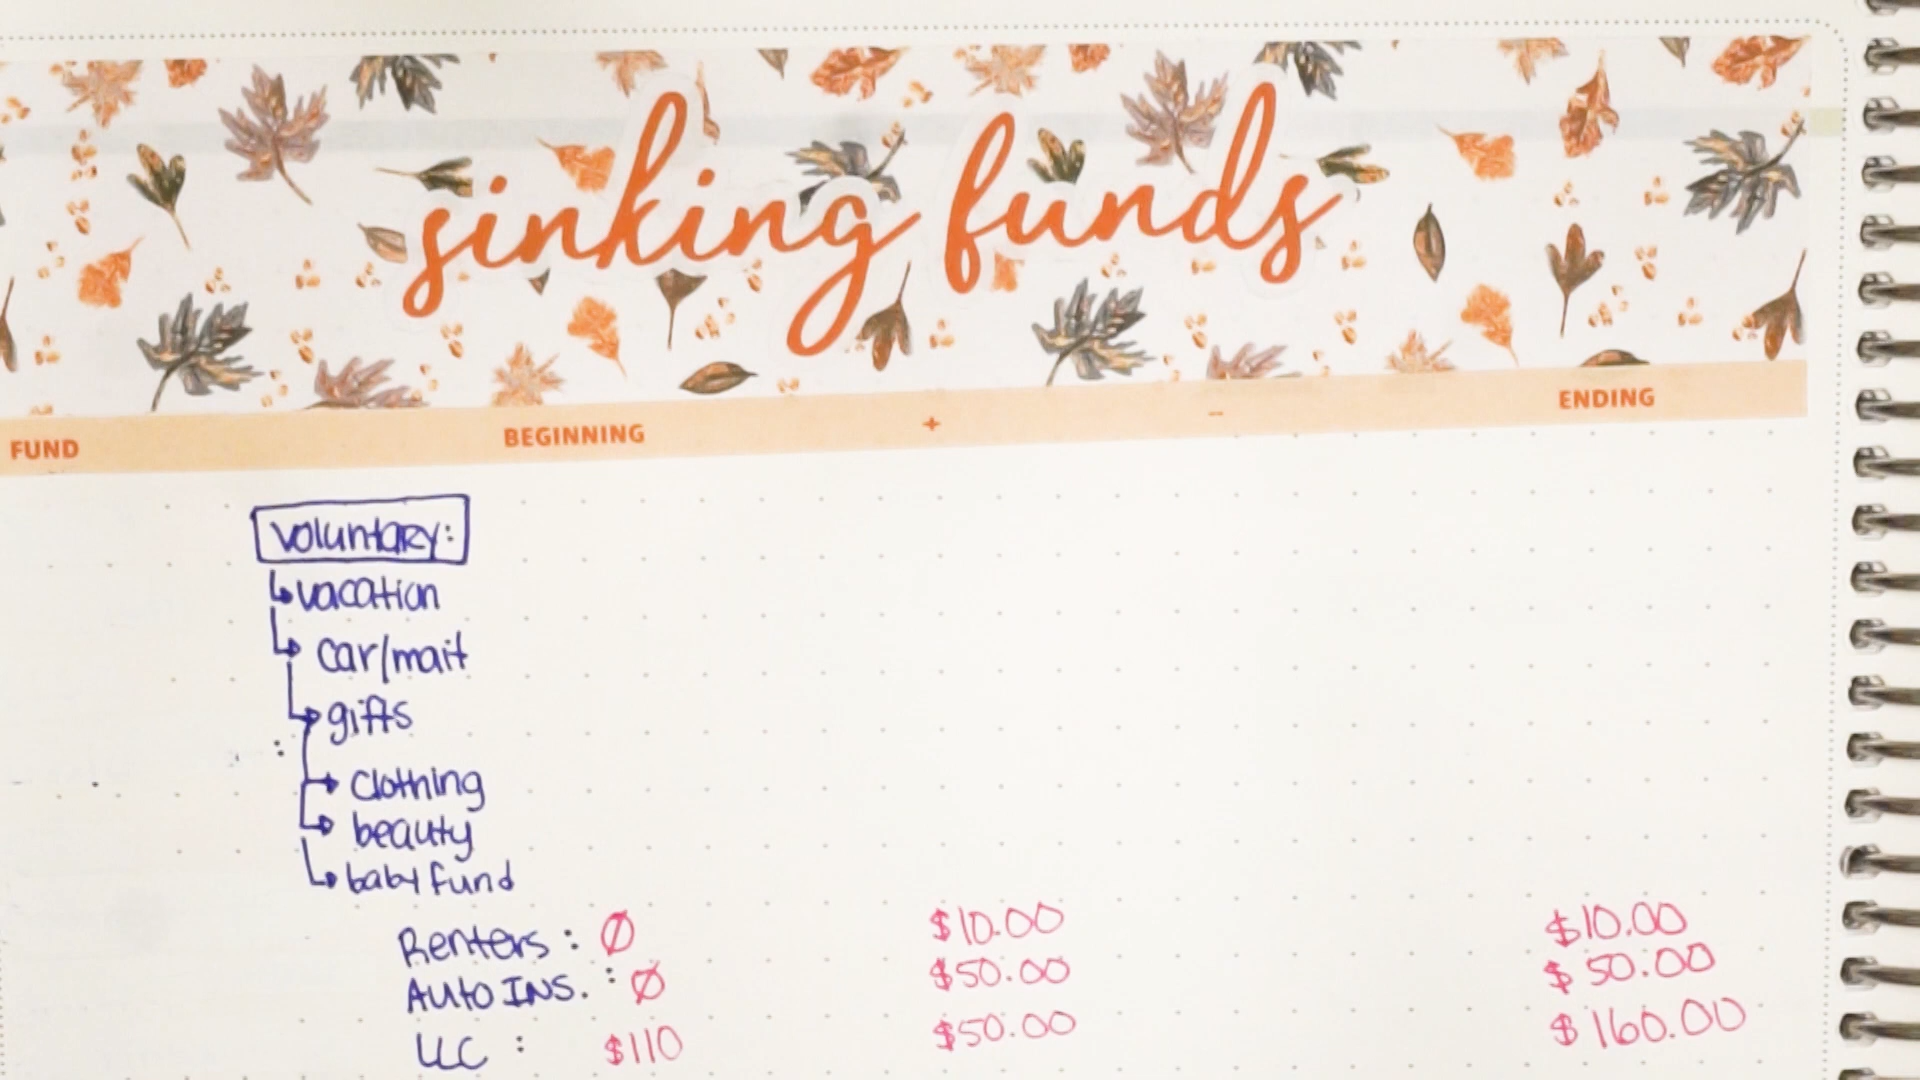 sinking funds
FUND BEGINNING + - ENDING
voluntary:
vacation
car/mait
gifts
:
clothing
beauty
baby fund
Renters : Ø $10.00 $10.00
Auto INS. : Ø $50.00 $50.00
LLC : $110 $50.00 $160.00